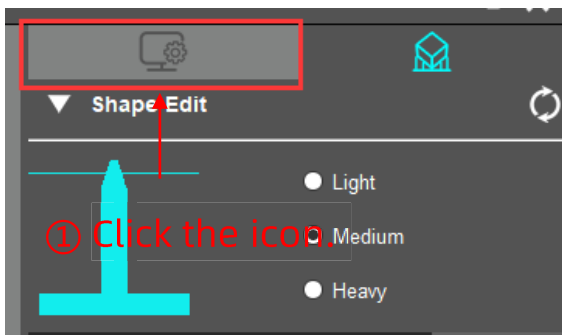 Shape Edit
Light
① Click the icon.
Medium
Heavy